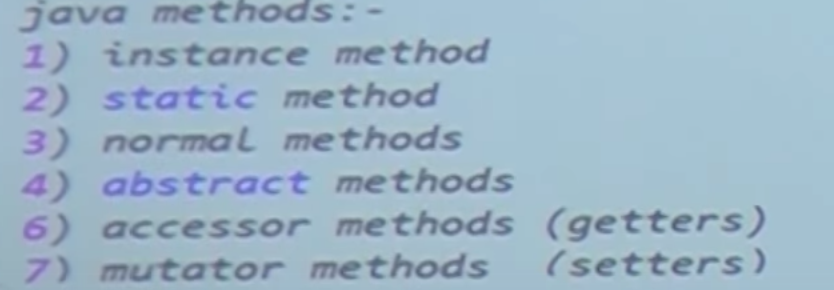 java methods:-
1) instance method
2) static method
3) normal methods
4) abstract methods
6) accessor methods (getters)
7) mutator methods (setters)